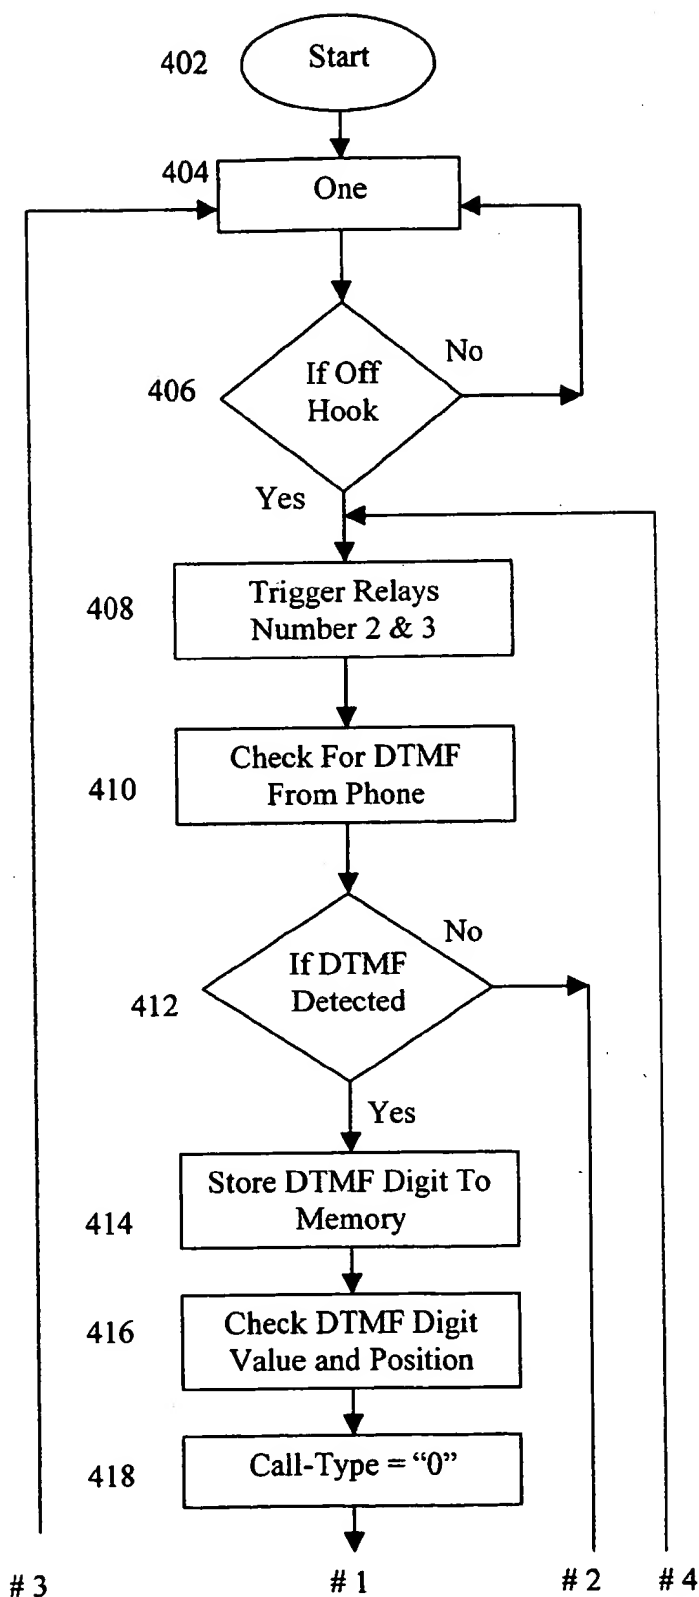 402
Start
404
One
406
If Off
Hook
No
Yes
408
Trigger Relays
Number 2 & 3
410
Check For DTMF
From Phone
412
If DTMF
Detected
No
Yes
414
Store DTMF Digit To
Memory
416
Check DTMF Digit
Value and Position
418
Call-Type = “0”
# 3
# 1
# 2
# 4